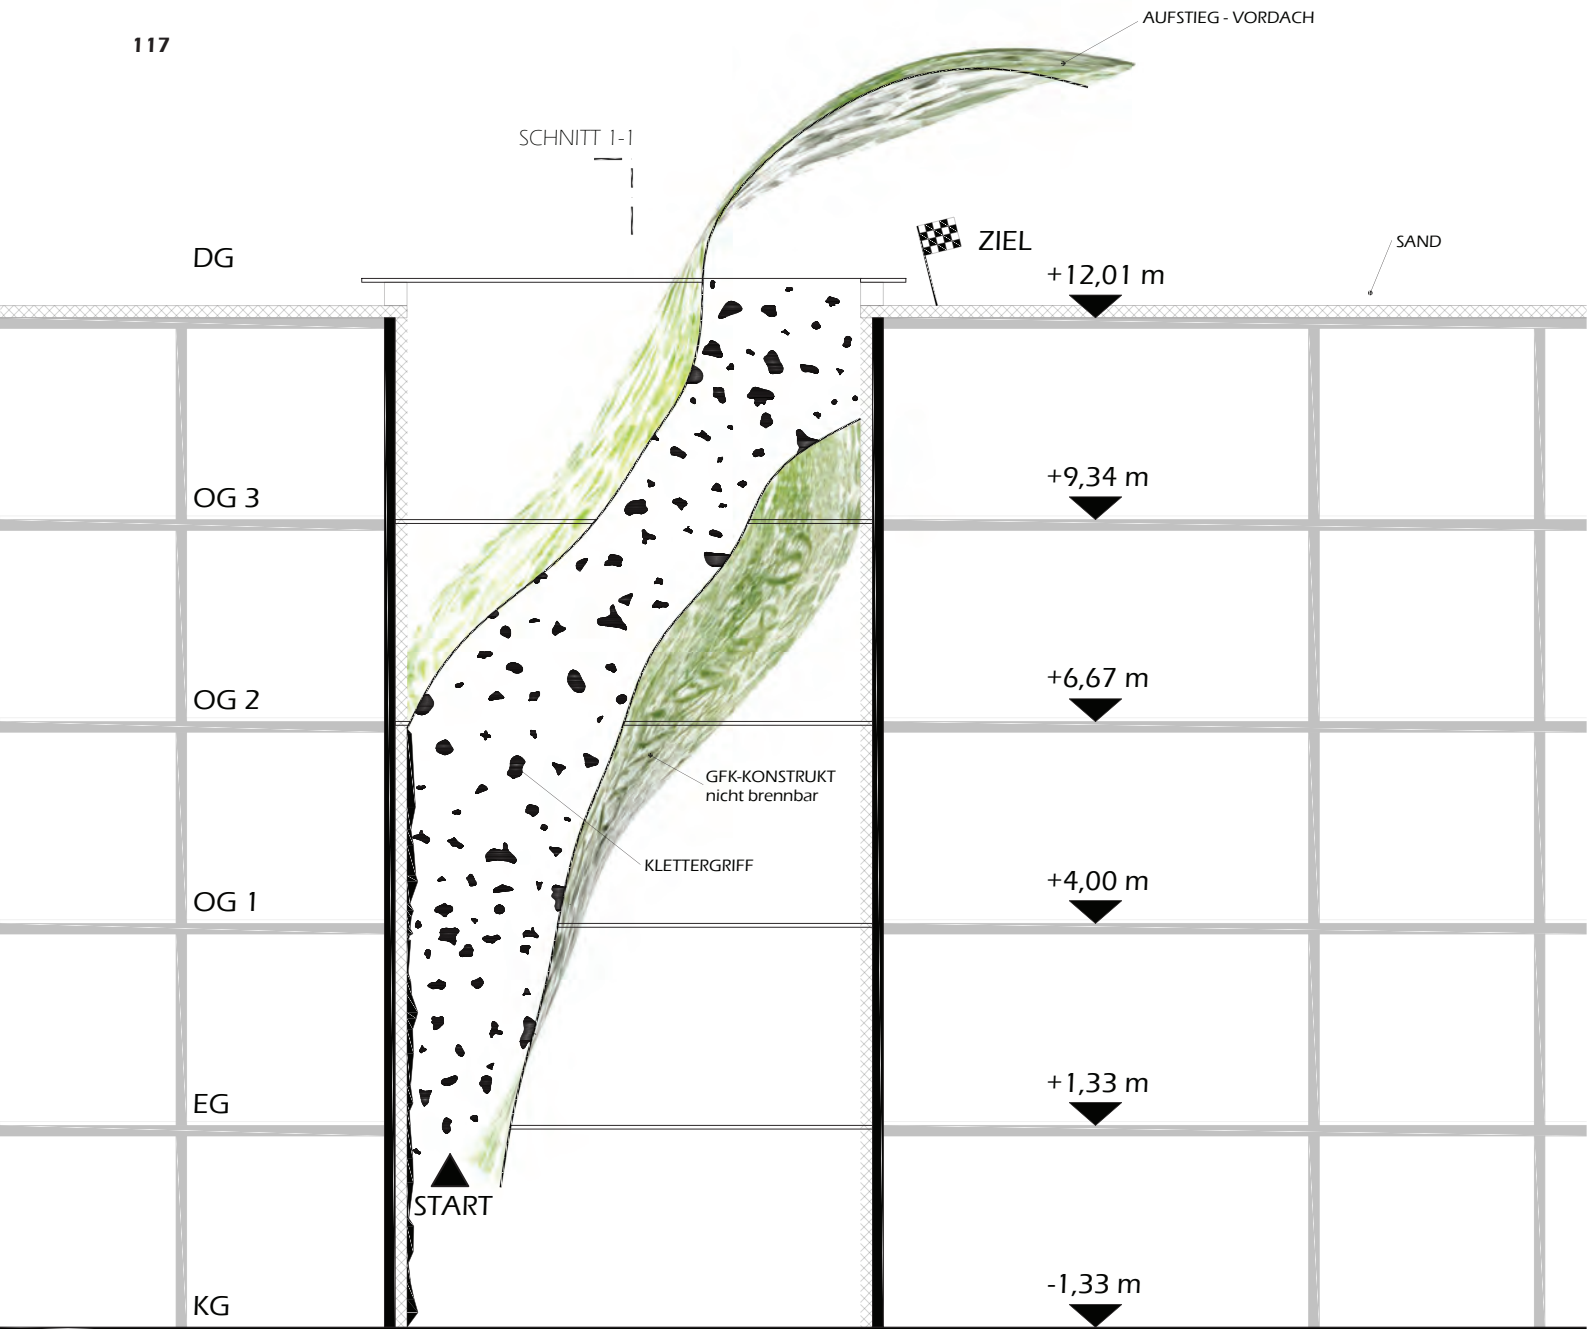 117
AUFSTIEG - VORDACH
SCHNITT 1-1
DG
ZIEL
SAND
+12,01 m
OG 3
+9,34 m
OG 2
+6,67 m
GFK-KONSTRUKT
nicht brennbar
KLETTERGRIFF
OG 1
+4,00 m
EG
+1,33 m
START
KG
-1,33 m